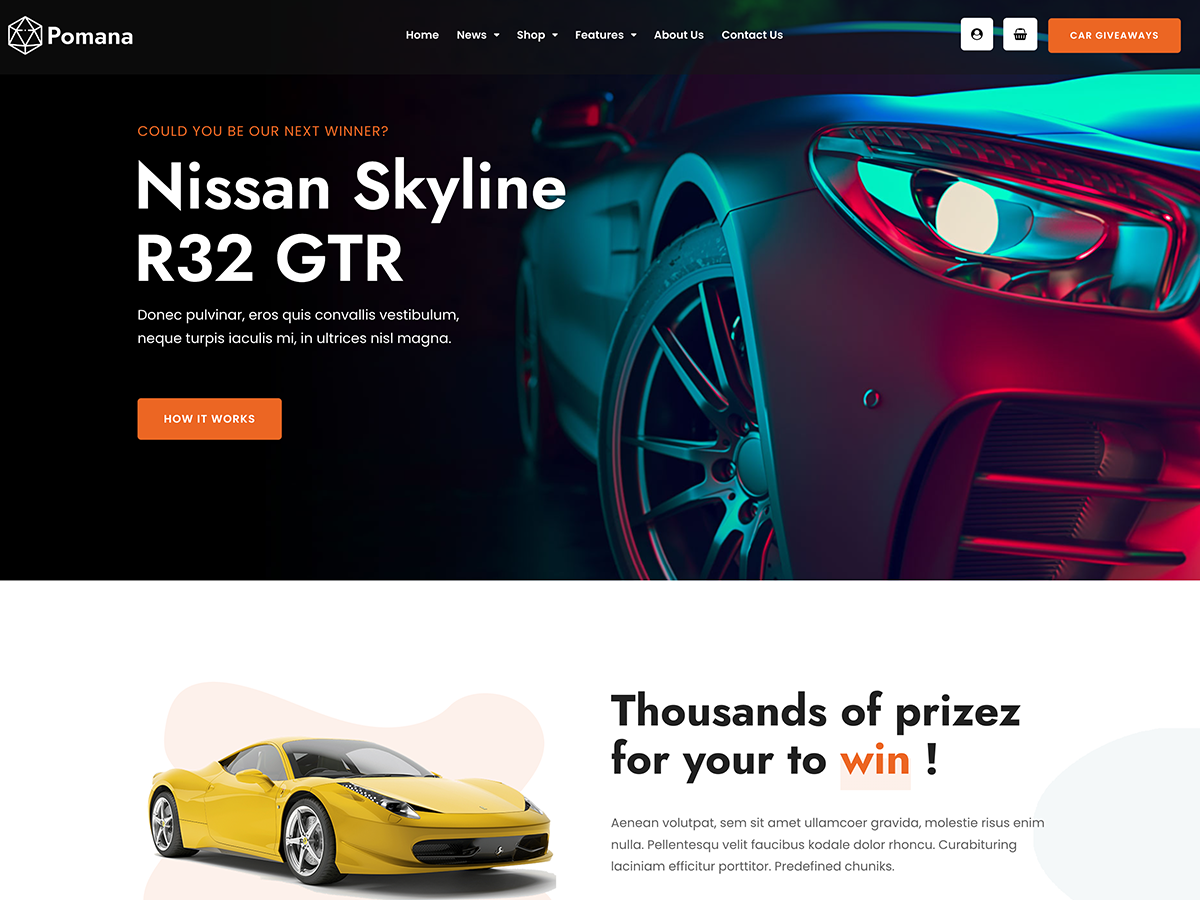 Pomana
Home News Shop Features About Us Contact Us
CAR GIVEAWAYS
COULD YOU BE OUR NEXT WINNER?
Nissan Skyline
R32 GTR
Donec pulvinar, eros quis convallis vestibulum,
neque turpis iaculis mi, in ultrices nisl magna.
HOW IT WORKS
Thousands of prizez
for your to win !
Aenean volutpat, sem sit amet ullamcoer gravida, molestie risus enim
nulla. Pellentesqu velit faucibus kodale dolor rhoncu. Curabituring
laciniam efficitur porttitor. Predefined chuniks.